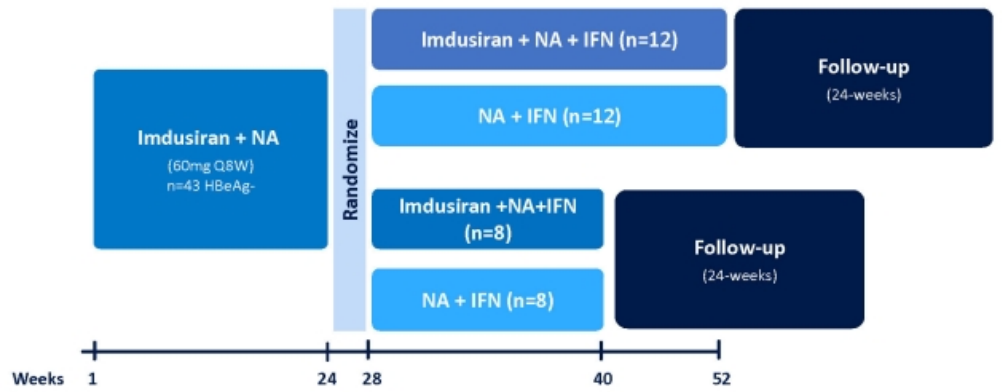 Imdusiran + NA
(60mg Q8W)
n=43 HBeAg-
Randomize
Imdusiran + NA + IFN (n=12)
NA + IFN (n=12)
Follow-up
(24-weeks)
Imdusiran +NA+IFN
(n=8)
NA + IFN (n=8)
Follow-up
(24-weeks)
Weeks 1 24 28 40 52